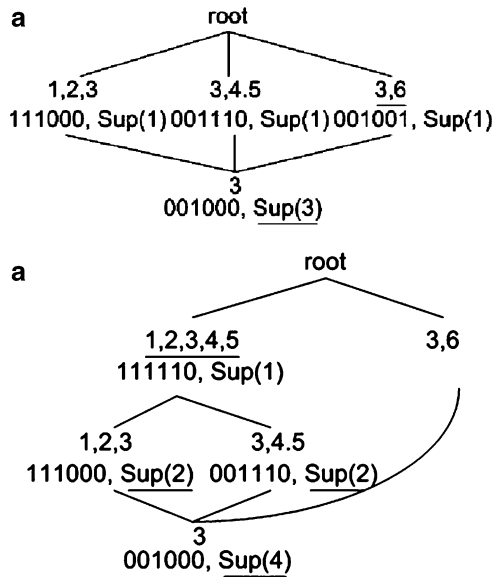 a
root
1,2,3 3,4.5 3,6
111000, Sup(1) 001110, Sup(1) 001001, Sup(1)
3
001000, Sup(3)
a
root
1,2,3,4,5 3,6
111110, Sup(1)
1,2,3 3,4.5
111000, Sup(2) 001110, Sup(2)
3
001000, Sup(4)